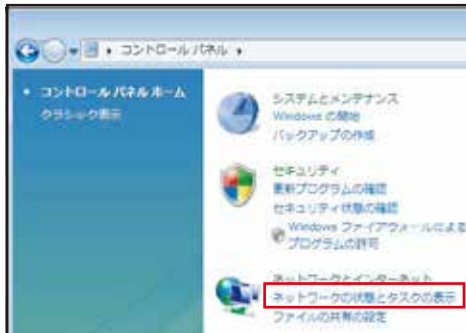 コントロール パネル
コントロール パネル ホーム
クラシック表示
システムとメンテナンス
Windows の開始
バックアップの作成
セキュリティ
更新プログラムの確認
セキュリティ状態の確認
Windows ファイアウォールによる
プログラムの許可
ネットワークとインターネット
ネットワークの状態とタスクの表示
ファイルの共有の設定